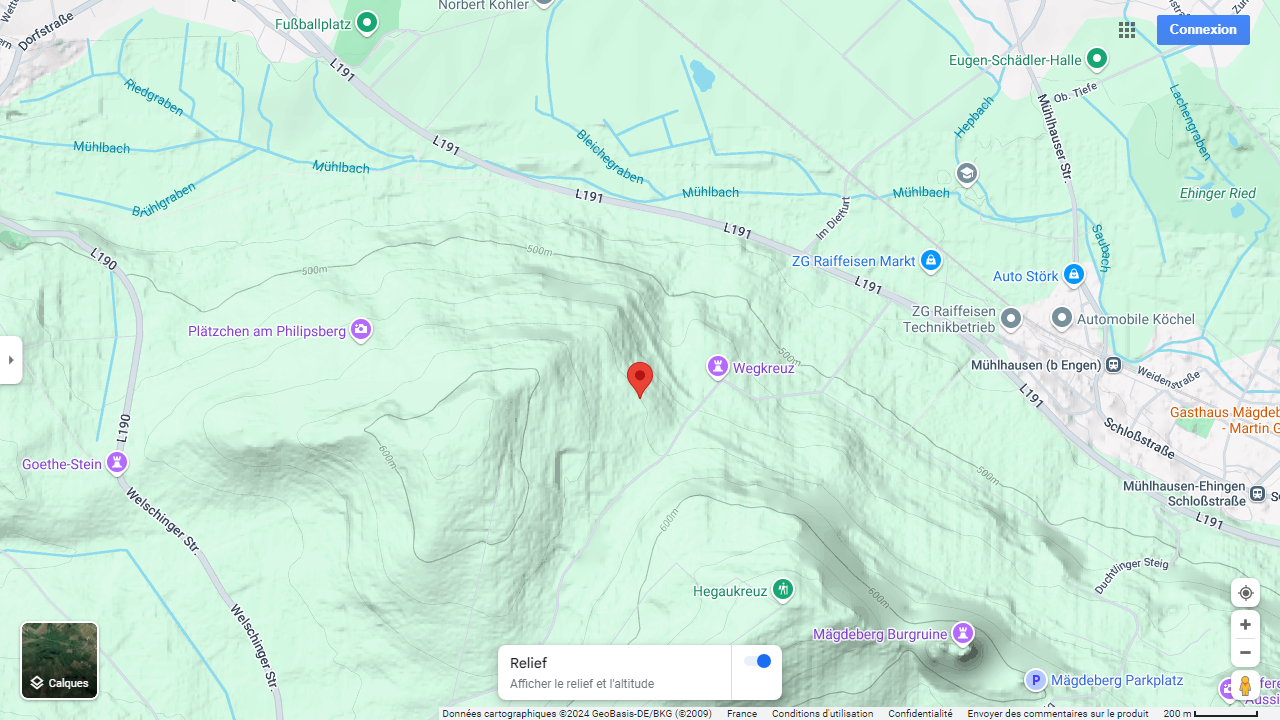 Norbert Kohler
Fußballplatz
Dorfstraße
L191
Connexion
Eugen-Schädler-Halle
Ob. Tiefe
Mühlhauser Str.
Hepbach
Lachengraben
Riedgraben
Bleichegraben
L191
Mühlbach
Mühlbach
Mühlbach
Mühlbach
Brühlgraben
L191
Ehinger Ried
Im Dietfurt
L191
Saubach
L190
500m
500m
ZG Raiffeisen Markt
Auto Störk
L191
ZG Raiffeisen
Technikbetrieb
Automobile Köchel
Plätzchen am Philipsberg
500m
Wegkreuz
Mühlhausen (b Engen)
Weidenstraße
L191
Gasthaus Mägdeb
- Martin G
L190
Schloßstraße
600m
Goethe-Stein
500m
Mühlhausen-Ehingen
Schloßstraße
L191
Welschinger Str.
600m
Duchtlinger Steig
Hegaukreuz
600m
Welschinger Str.
Mägdeberg Burgruine
Mägdeberg Parkplatz
P
Relief
Afficher le relief et l'altitude
Calques
Données cartographiques ©2024 GeoBasis-DE/BKG (©2009)
France
Conditions d'utilisation
Confidentialité
Envoyer des commentaires sur le produit
200 m